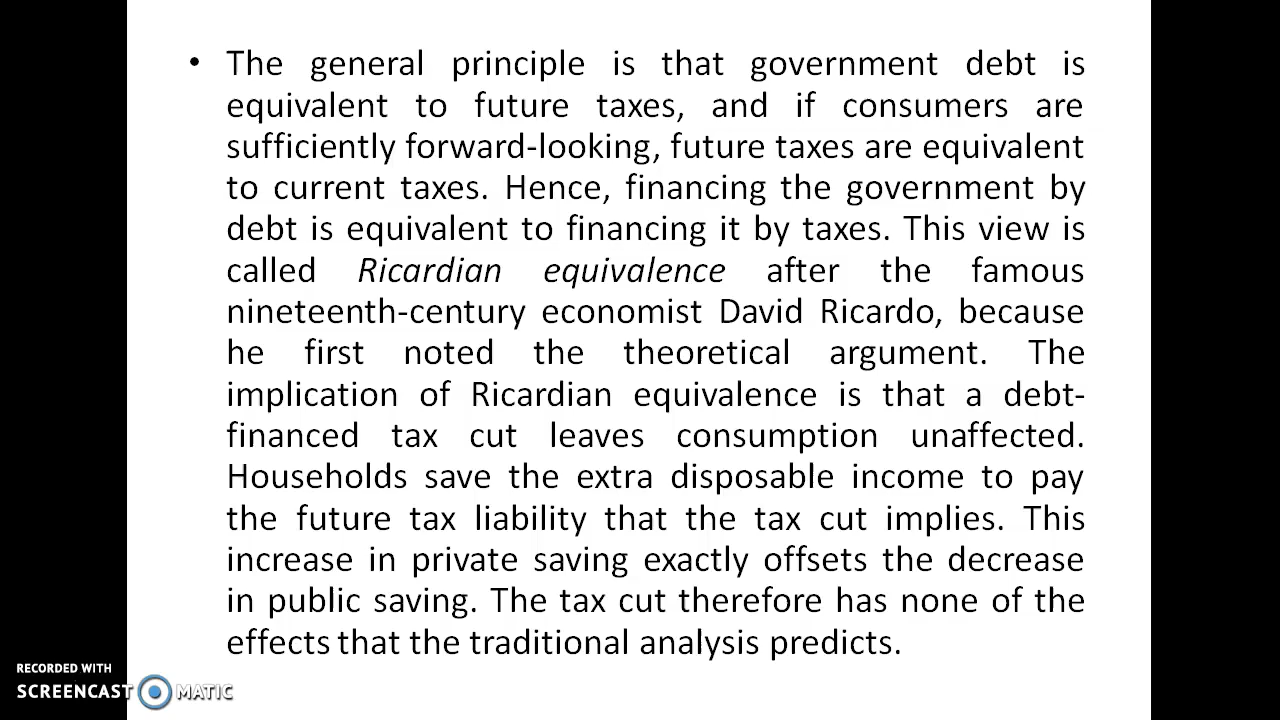 • The general principle is that government debt is
equivalent to future taxes, and if consumers are
sufficiently forward-looking, future taxes are equivalent
to current taxes. Hence, financing the government by
debt is equivalent to financing it by taxes. This view is
called Ricardian equivalence after the famous
nineteenth-century economist David Ricardo, because
he first noted the theoretical argument. The
implication of Ricardian equivalence is that a debt-
financed tax cut leaves consumption unaffected.
Households save the extra disposable income to pay
the future tax liability that the tax cut implies. This
increase in private saving exactly offsets the decrease
in public saving. The tax cut therefore has none of the
effects that the traditional analysis predicts.
RECORDED WITH
SCREENCAST MATIC